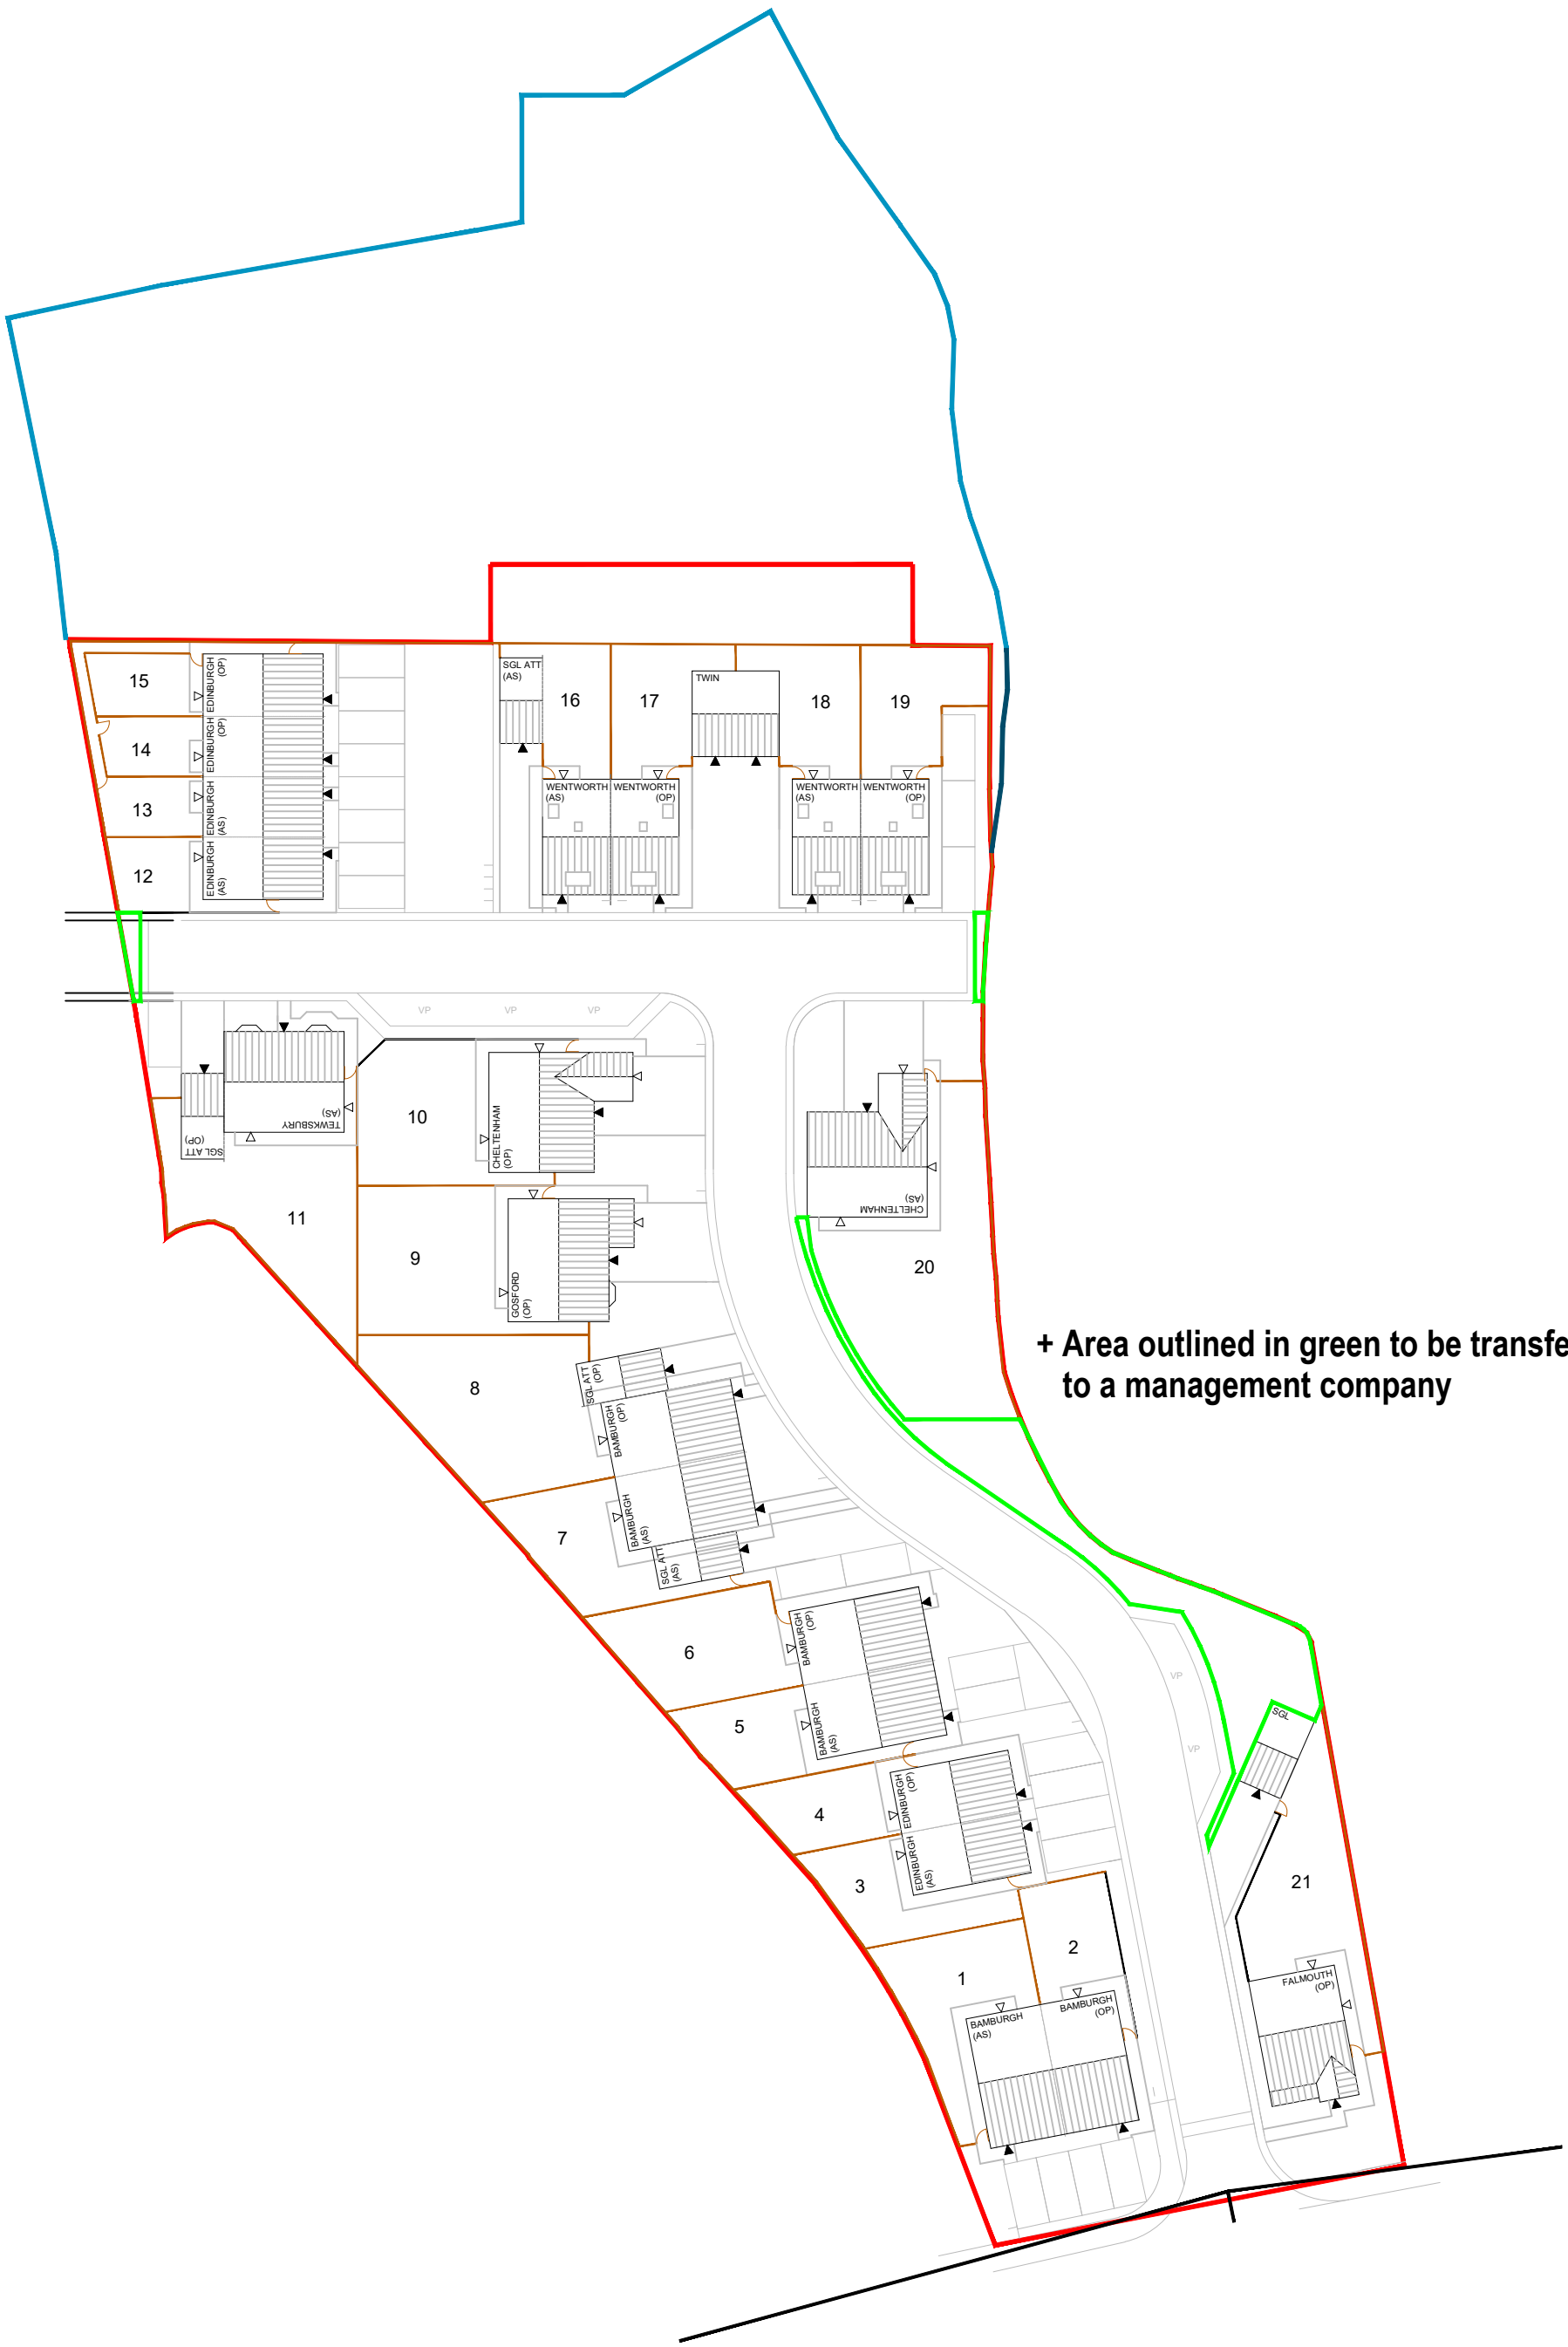 15
EDINBURGH
(OP)
14
EDINBURGH
(OP)
13
EDINBURGH
(AS)
12
EDINBURGH
(AS)
SGL ATT
(AS)
16
17
TWIN
18
19
WENTWORTH
(AS)
WENTWORTH
(OP)
WENTWORTH
(AS)
WENTWORTH
(OP)
VP
VP
VP
TEWKSBURY
(AS)
SGL ATT
(OP)
10
CHELTENHAM
(OP)
CHELTENHAM
(AS)
11
9
GOSFORD
(OP)
20
+ Area outlined in green to be transfe
to a management company
8
SGL ATT
(OP)
BAMBURGH
(OP)
7
BAMBURGH
(AS)
SGL ATT
(AS)
6
BAMBURGH
(OP)
5
BAMBURGH
(AS)
VP
VP
SGL
4
EDINBURGH
(OP)
3
EDINBURGH
(AS)
21
2
1
BAMBURGH
(AS)
BAMBURGH
(OP)
FALMOUTH
(OP)